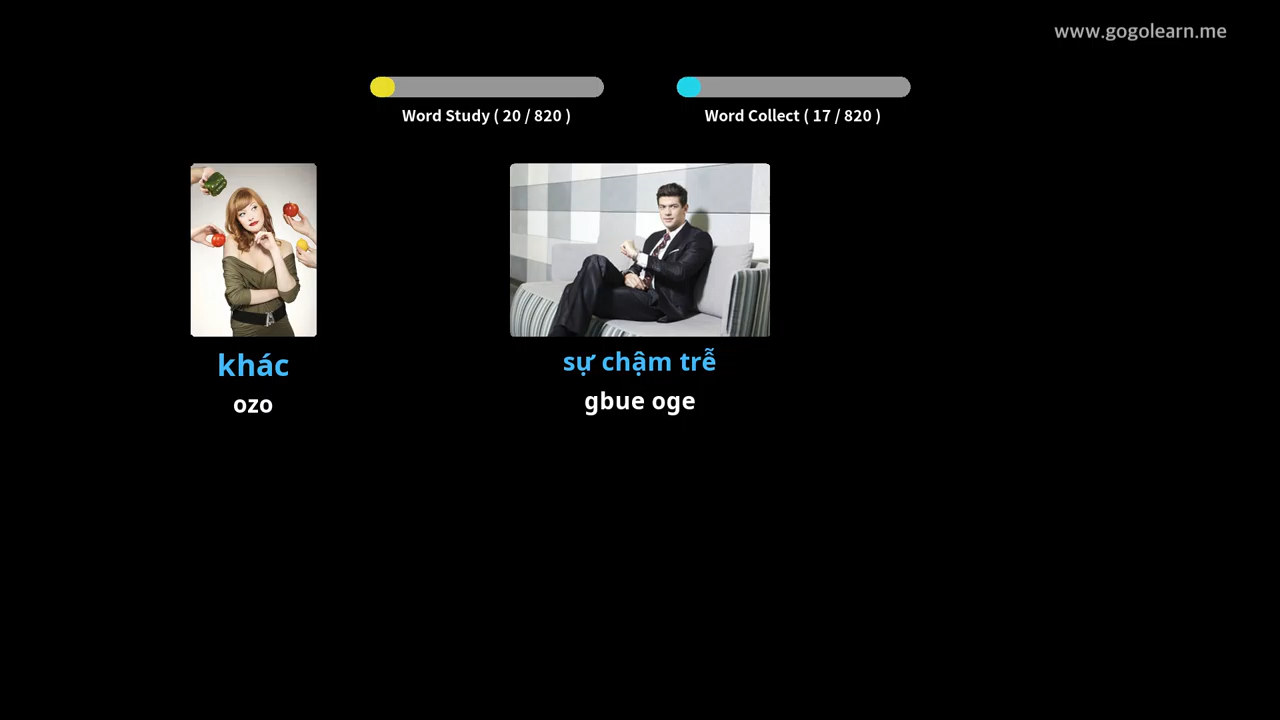 www.gogolearn.me
Word Study ( 20 / 820 )
Word Collect ( 17 / 820 )
khác
ozo
sự chậm trễ
gbue oge